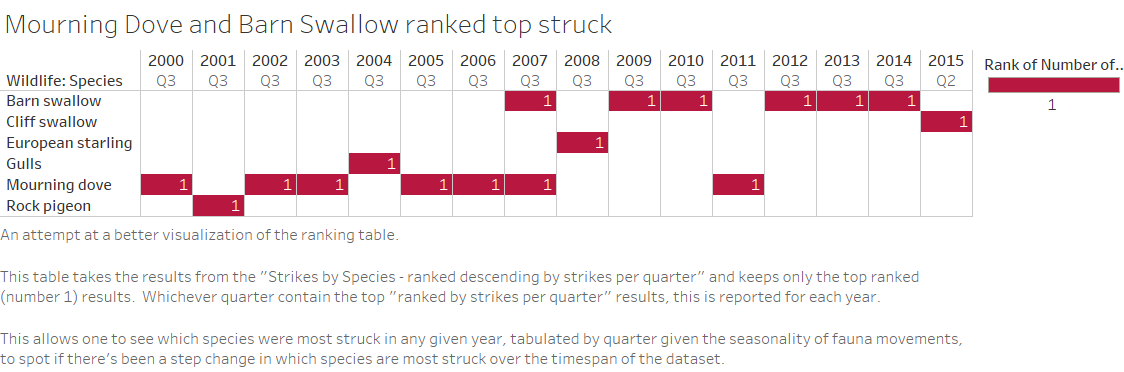 Mourning Dove and Barn Swallow ranked top struck
2000 2001 2002 2003 2004 2005 2006 2007 2008 2009 2010 2011 2012 2013 2014 2015
Wildlife: Species Q3 Q3 Q3 Q3 Q3 Q3 Q3 Q3 Q3 Q3 Q3 Q3 Q3 Q3 Q3 Q2
Barn swallow 1 1 1 1 1 1
Cliff swallow 1
European starling 1
Gulls 1
Mourning dove 1 1 1 1 1 1 1
Rock pigeon 1
Rank of Number of..
1
An attempt at a better visualization of the ranking table.
This table takes the results from the "Strikes by Species - ranked descending by strikes per quarter" and keeps only the top ranked
(number 1) results.  Whichever quarter contain the top "ranked by strikes per quarter" results, this is reported for each year.
This allows one to see which species were most struck in any given year, tabulated by quarter given the seasonality of fauna movements,
to spot if there's been a step change in which species are most struck over the timespan of the dataset.